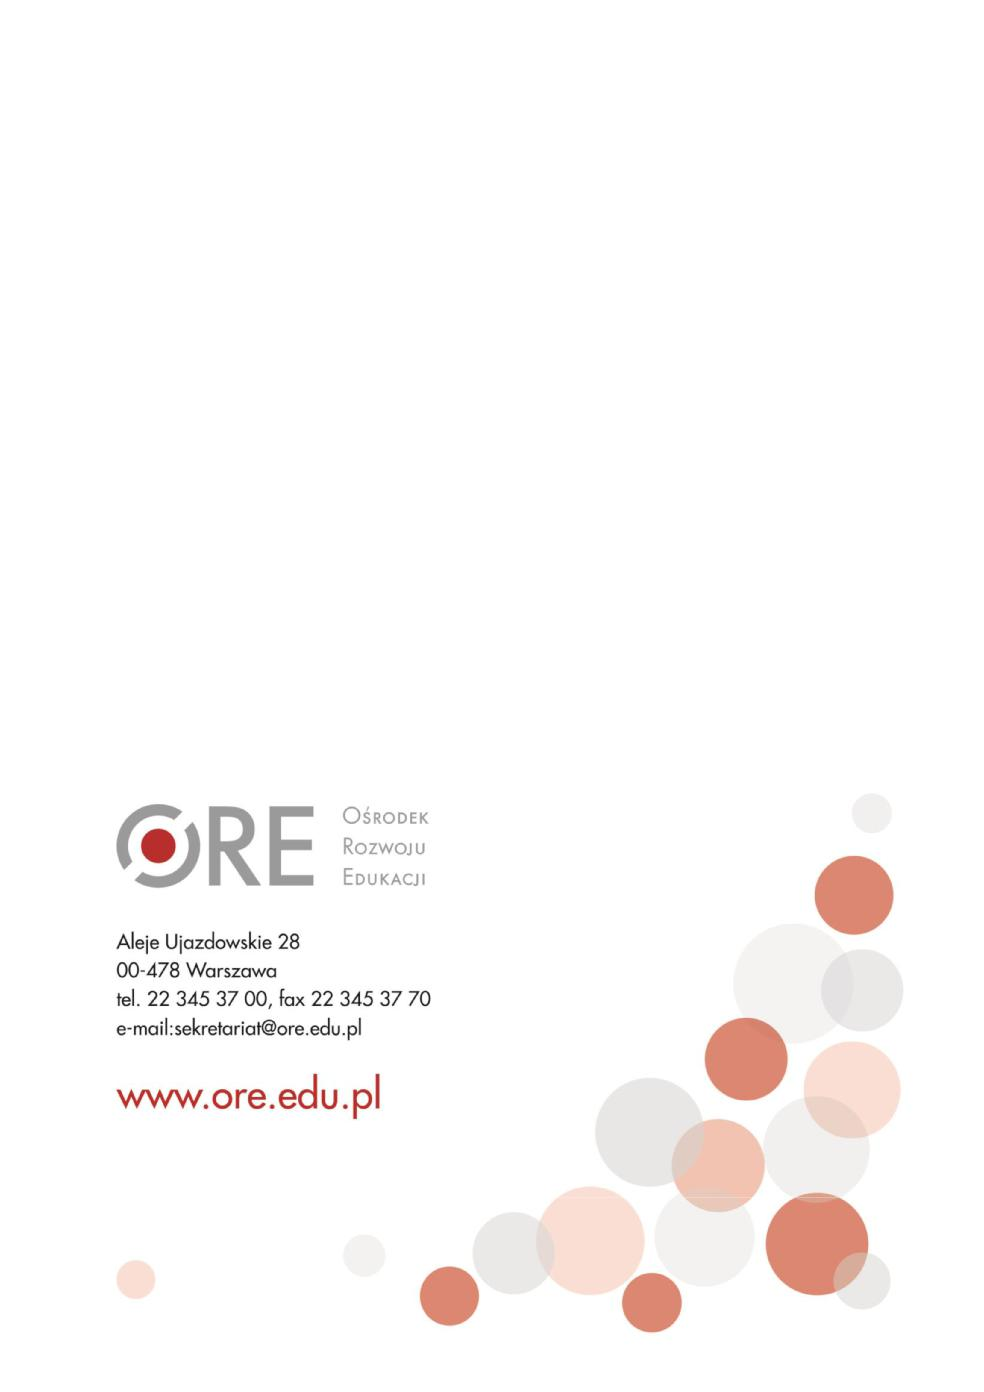 ORE
Ośrodek
Rozwoju
Edukacji
Aleje Ujazdowskie 28
00-478 Warszawa
tel. 22 345 37 00, fax 22 345 37 70
e-mail:sekretariat@ore.edu.pl
www.ore.edu.pl